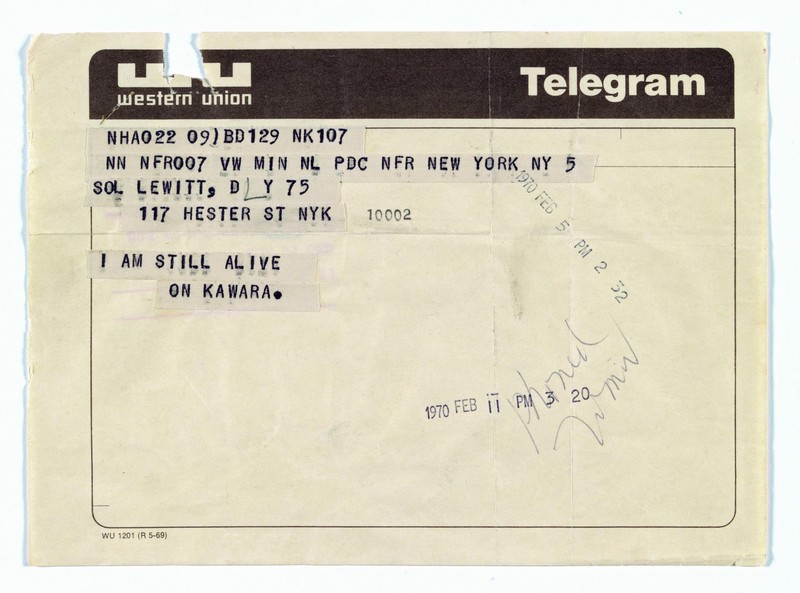 western union
Telegram
NHA022 09)BD129 NK107
NN NFR007 VW MIN NL PDC NFR NEW YORK NY 5
SOL LEWITT, DLY 75
117 HESTER ST NYK 10002
I AM STILL ALIVE
ON KAWARA.
1970 FEB 5 PM 2 32
phoned
1970 FEB 11 PM 3 20
WU 1201 (R 5-69)